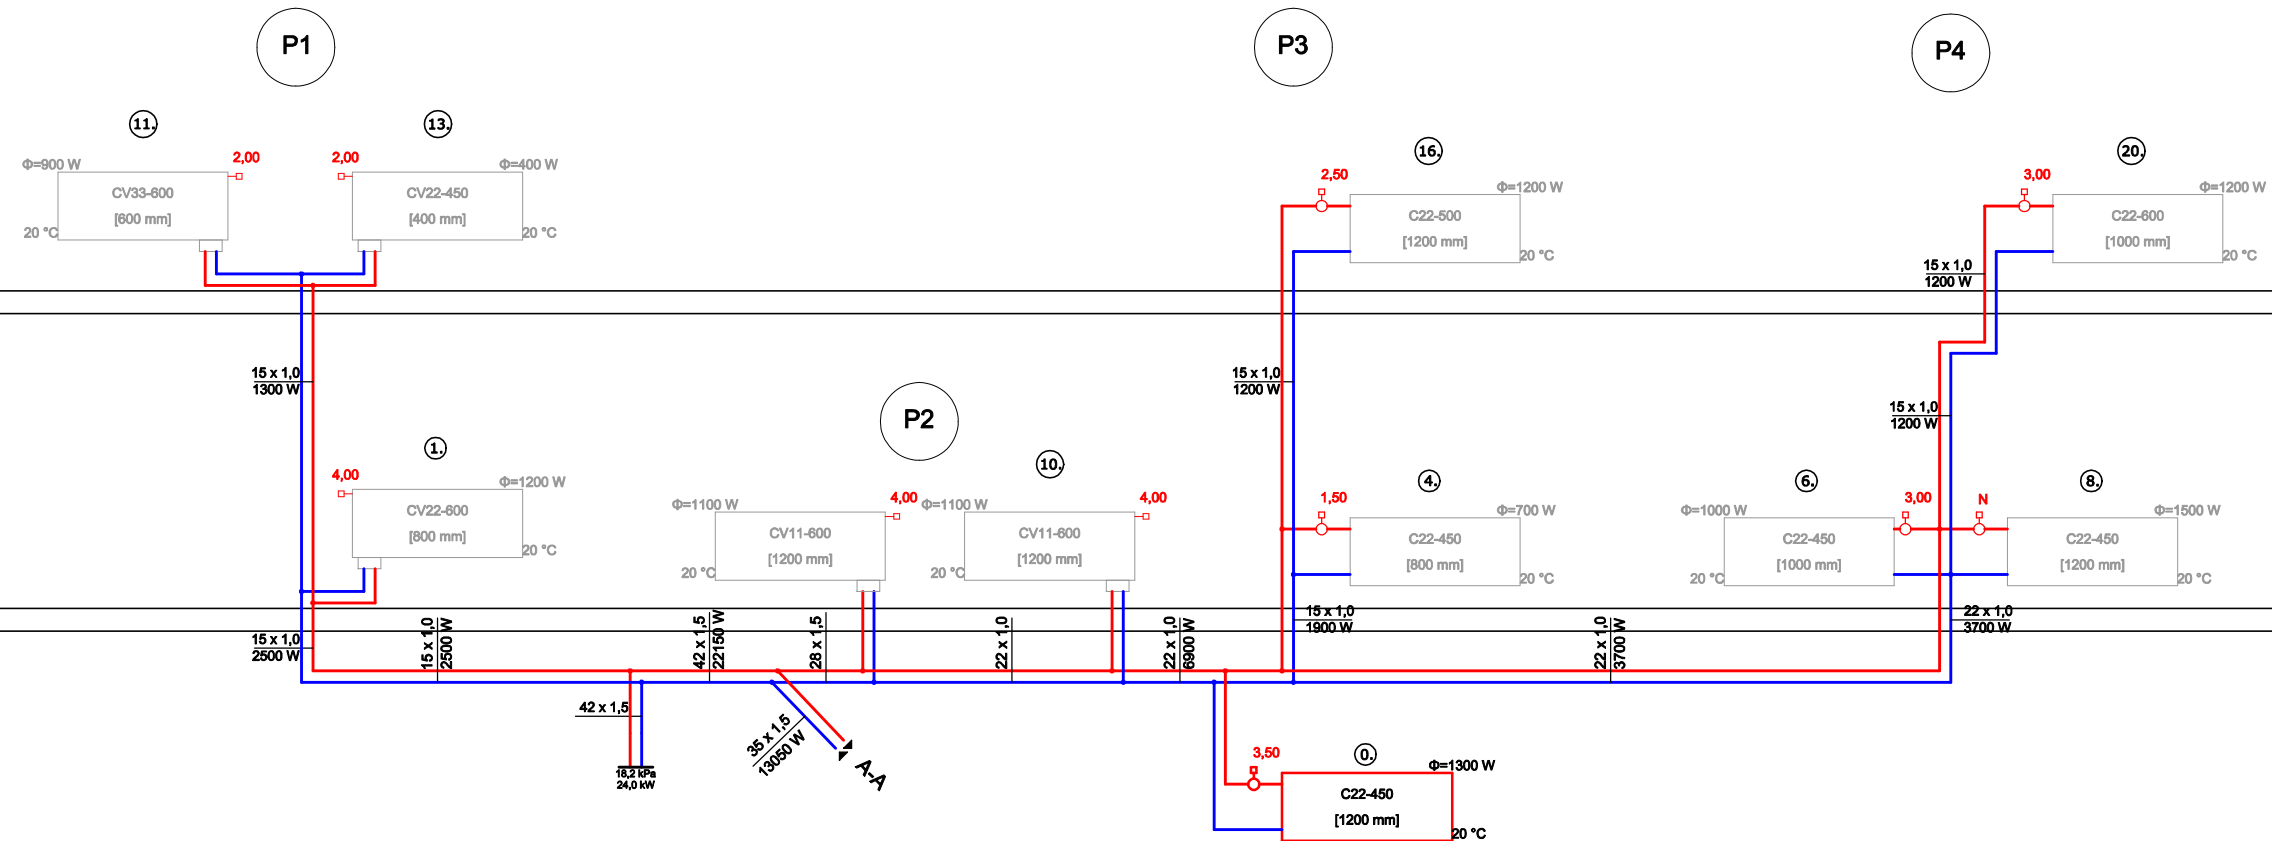 P1
P3
P4
11.
13.
16.
20.
Φ=900 W
2,00
CV33-600
[600 mm]
20 °C
2,00
Φ=400 W
CV22-450
[400 mm]
20 °C
2,50
Φ=1200 W
C22-500
[1200 mm]
20 °C
3,00
Φ=1200 W
C22-600
[1000 mm]
20 °C
15 x 1,0
1200 W
15 x 1,0
1300 W
P2
15 x 1,0
1200 W
15 x 1,0
1200 W
1.
4,00
Φ=1200 W
CV22-600
[800 mm]
20 °C
Φ=1100 W
4,00
CV11-600
[1200 mm]
20 °C
10.
Φ=1100 W
4,00
CV11-600
[1200 mm]
20 °C
4.
1,50
Φ=700 W
C22-450
[800 mm]
20 °C
6.
Φ=1000 W
3,00
C22-450
[1000 mm]
20 °C
8.
N
Φ=1500 W
C22-450
[1200 mm]
20 °C
15 x 1,0
2500 W
15 x 1,0
2500 W
42 x 1,5
22150 W
28 x 1,5
22 x 1,0
22 x 1,0
6900 W
15 x 1,0
1900 W
22 x 1,0
3700 W
22 x 1,0
3700 W
42 x 1,5
18,2 kPa
24,0 kW
35 x 1,5
13050 W
A-A
0.
3,50
Φ=1300 W
C22-450
[1200 mm]
20 °C